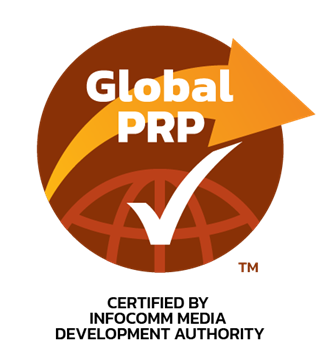 Global
PRP
TM
CERTIFIED BY
INFOCOMM MEDIA
DEVELOPMENT AUTHORITY